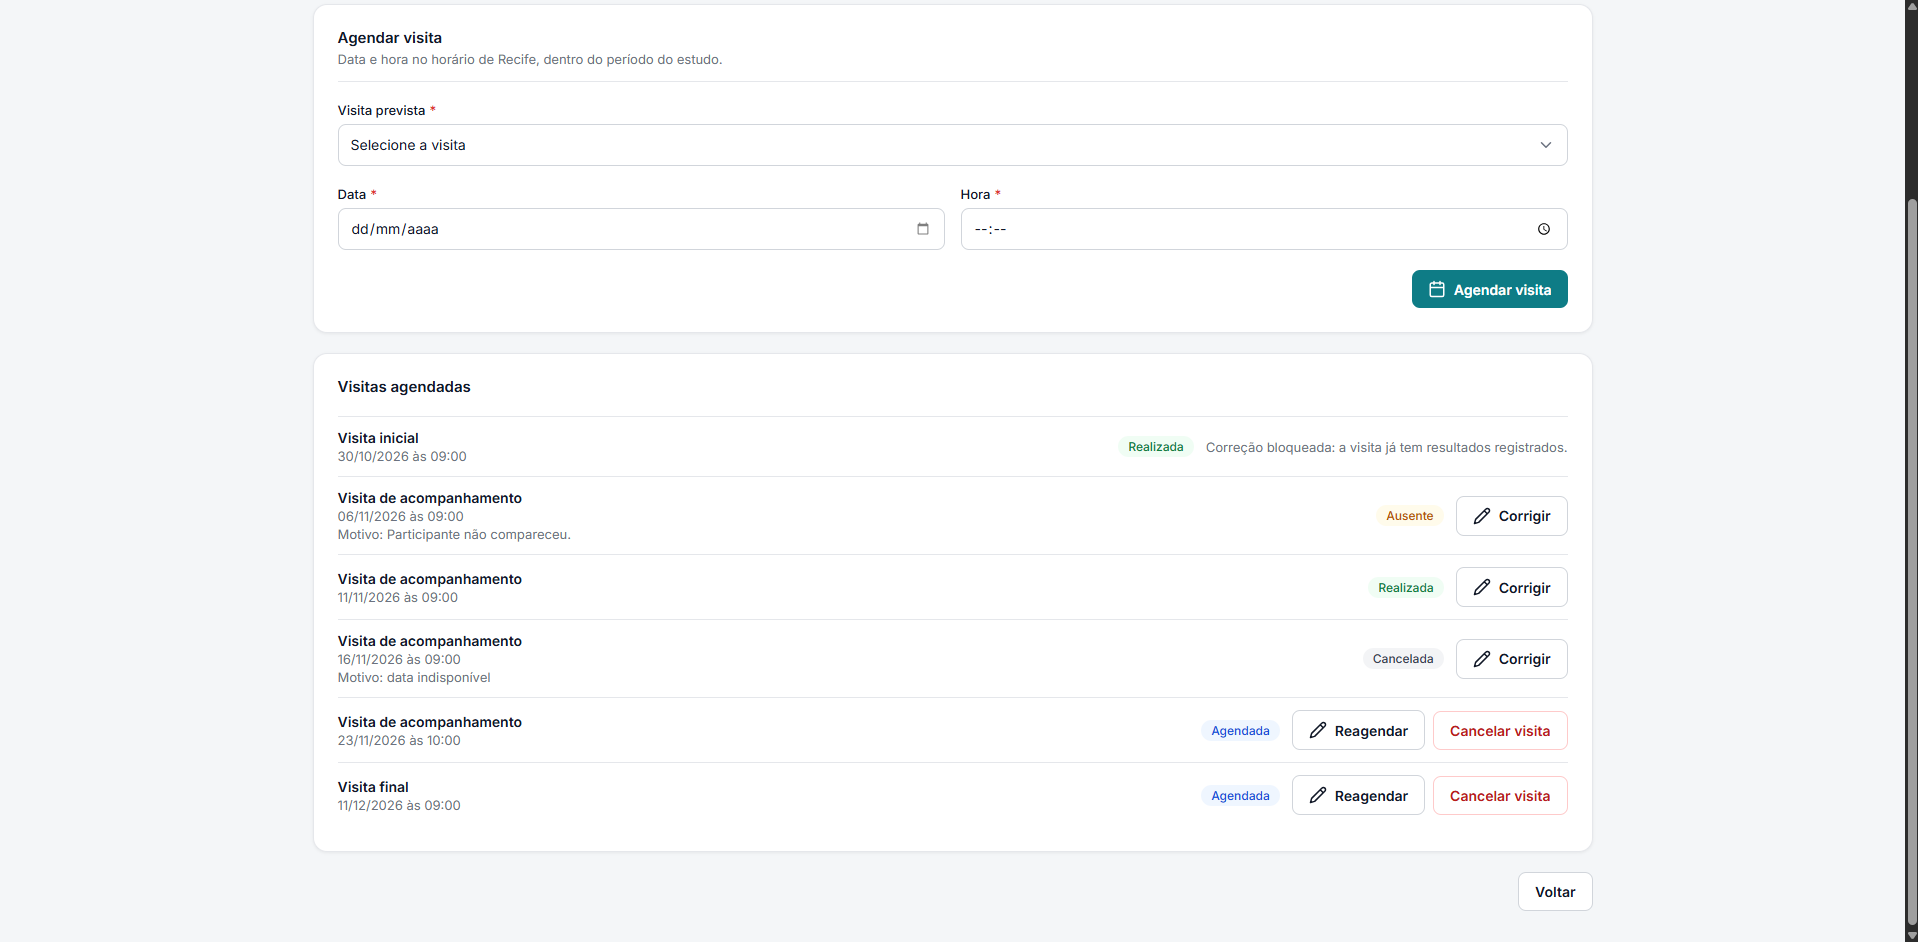 Agendar visita
Data e hora no horário de Recife, dentro do período do estudo.
Visita prevista *
Selecione a visita
Data *
Hora *
dd/mm/aaaa
--:--
Agendar visita
Visitas agendadas
Visita inicial
30/10/2026 às 09:00
Realizada
Correção bloqueada: a visita já tem resultados registrados.
Visita de acompanhamento
06/11/2026 às 09:00
Motivo: Participante não compareceu.
Ausente
Corrigir
Visita de acompanhamento
11/11/2026 às 09:00
Realizada
Corrigir
Visita de acompanhamento
16/11/2026 às 09:00
Motivo: data indisponível
Cancelada
Corrigir
Visita de acompanhamento
23/11/2026 às 10:00
Agendada
Reagendar
Cancelar visita
Visita final
11/12/2026 às 09:00
Agendada
Reagendar
Cancelar visita
Voltar